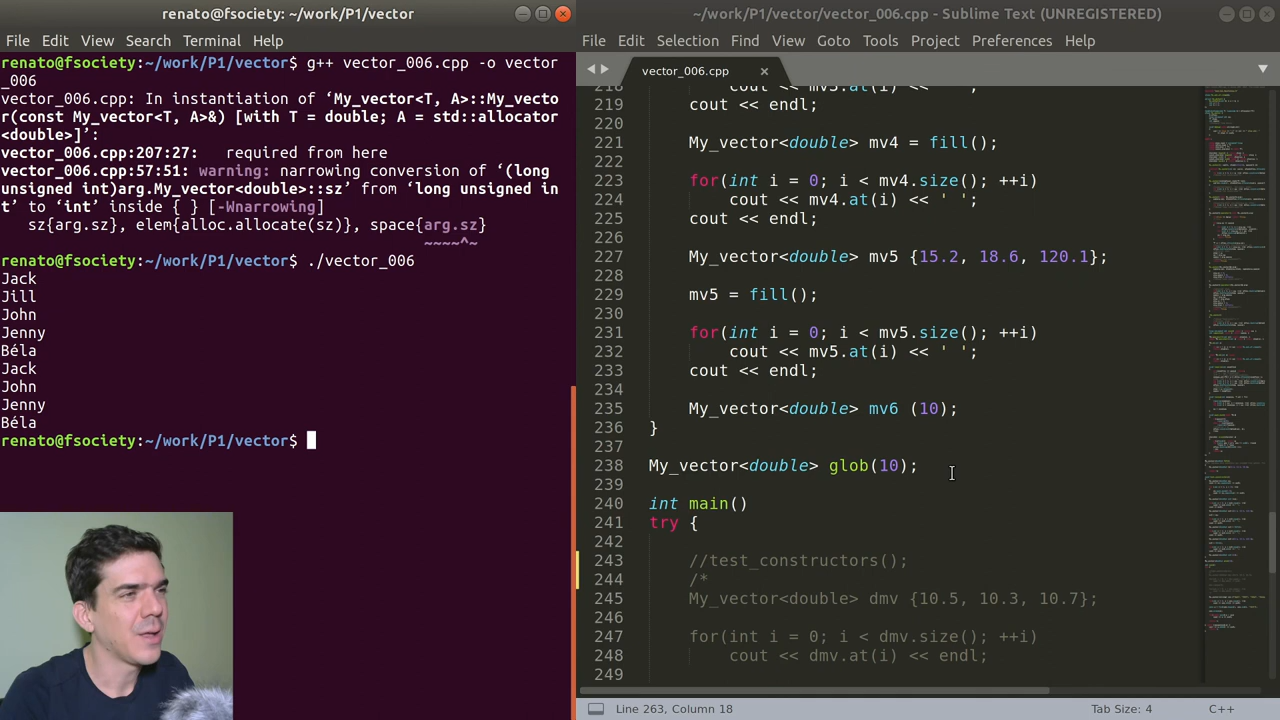 renato@fsociety: ~/work/P1/vector
File Edit View Search Terminal Help
renato@fsociety:~/work/P1/vector$ g++ vector_006.cpp -o vector
_006
vector_006.cpp: In instantiation of ‘My_vector<T, A>::My_vecto
r(const My_vector<T, A>&) [with T = double; A = std::allocator
<double>]’:
vector_006.cpp:207:27:   required from here
vector_006.cpp:57:51: warning: narrowing conversion of ‘(long
unsigned int)arg.My_vector<double>::sz’ from ‘long unsigned in
t’ to ‘int’ inside { } [-Wnarrowing]
sz{arg.sz}, elem{alloc.allocate(sz)}, space{arg.sz}
~~~~^~
renato@fsociety:~/work/P1/vector$ ./vector_006
Jack
Jill
John
Jenny
Béla
Jack
John
Jenny
Béla
renato@fsociety:~/work/P1/vector$
~/work/P1/vector/vector_006.cpp - Sublime Text (UNREGISTERED)
File Edit Selection Find View Goto Tools Project Preferences Help
vector_006.cpp ×
218 cout << mv3.at(i) << ' ';
219 cout << endl;
220
221 My_vector<double> mv4 = fill();
222
223 for(int i = 0; i < mv4.size(); ++i)
224 cout << mv4.at(i) << ' ';
225 cout << endl;
226
227 My_vector<double> mv5 {15.2, 18.6, 120.1};
228
229 mv5 = fill();
230
231 for(int i = 0; i < mv5.size(); ++i)
232 cout << mv5.at(i) << ' ';
233 cout << endl;
234
235 My_vector<double> mv6 (10);
236 }
237
238 My_vector<double> glob(10);
239
240 int main()
241 try {
242
243 //test_constructors();
244 /*
245 My_vector<double> dmv {10.5, 10.3, 10.7};
246
247 for(int i = 0; i < dmv.size(); ++i)
248 cout << dmv.at(i) << endl;
249
Line 263, Column 18
Tab Size: 4
C++